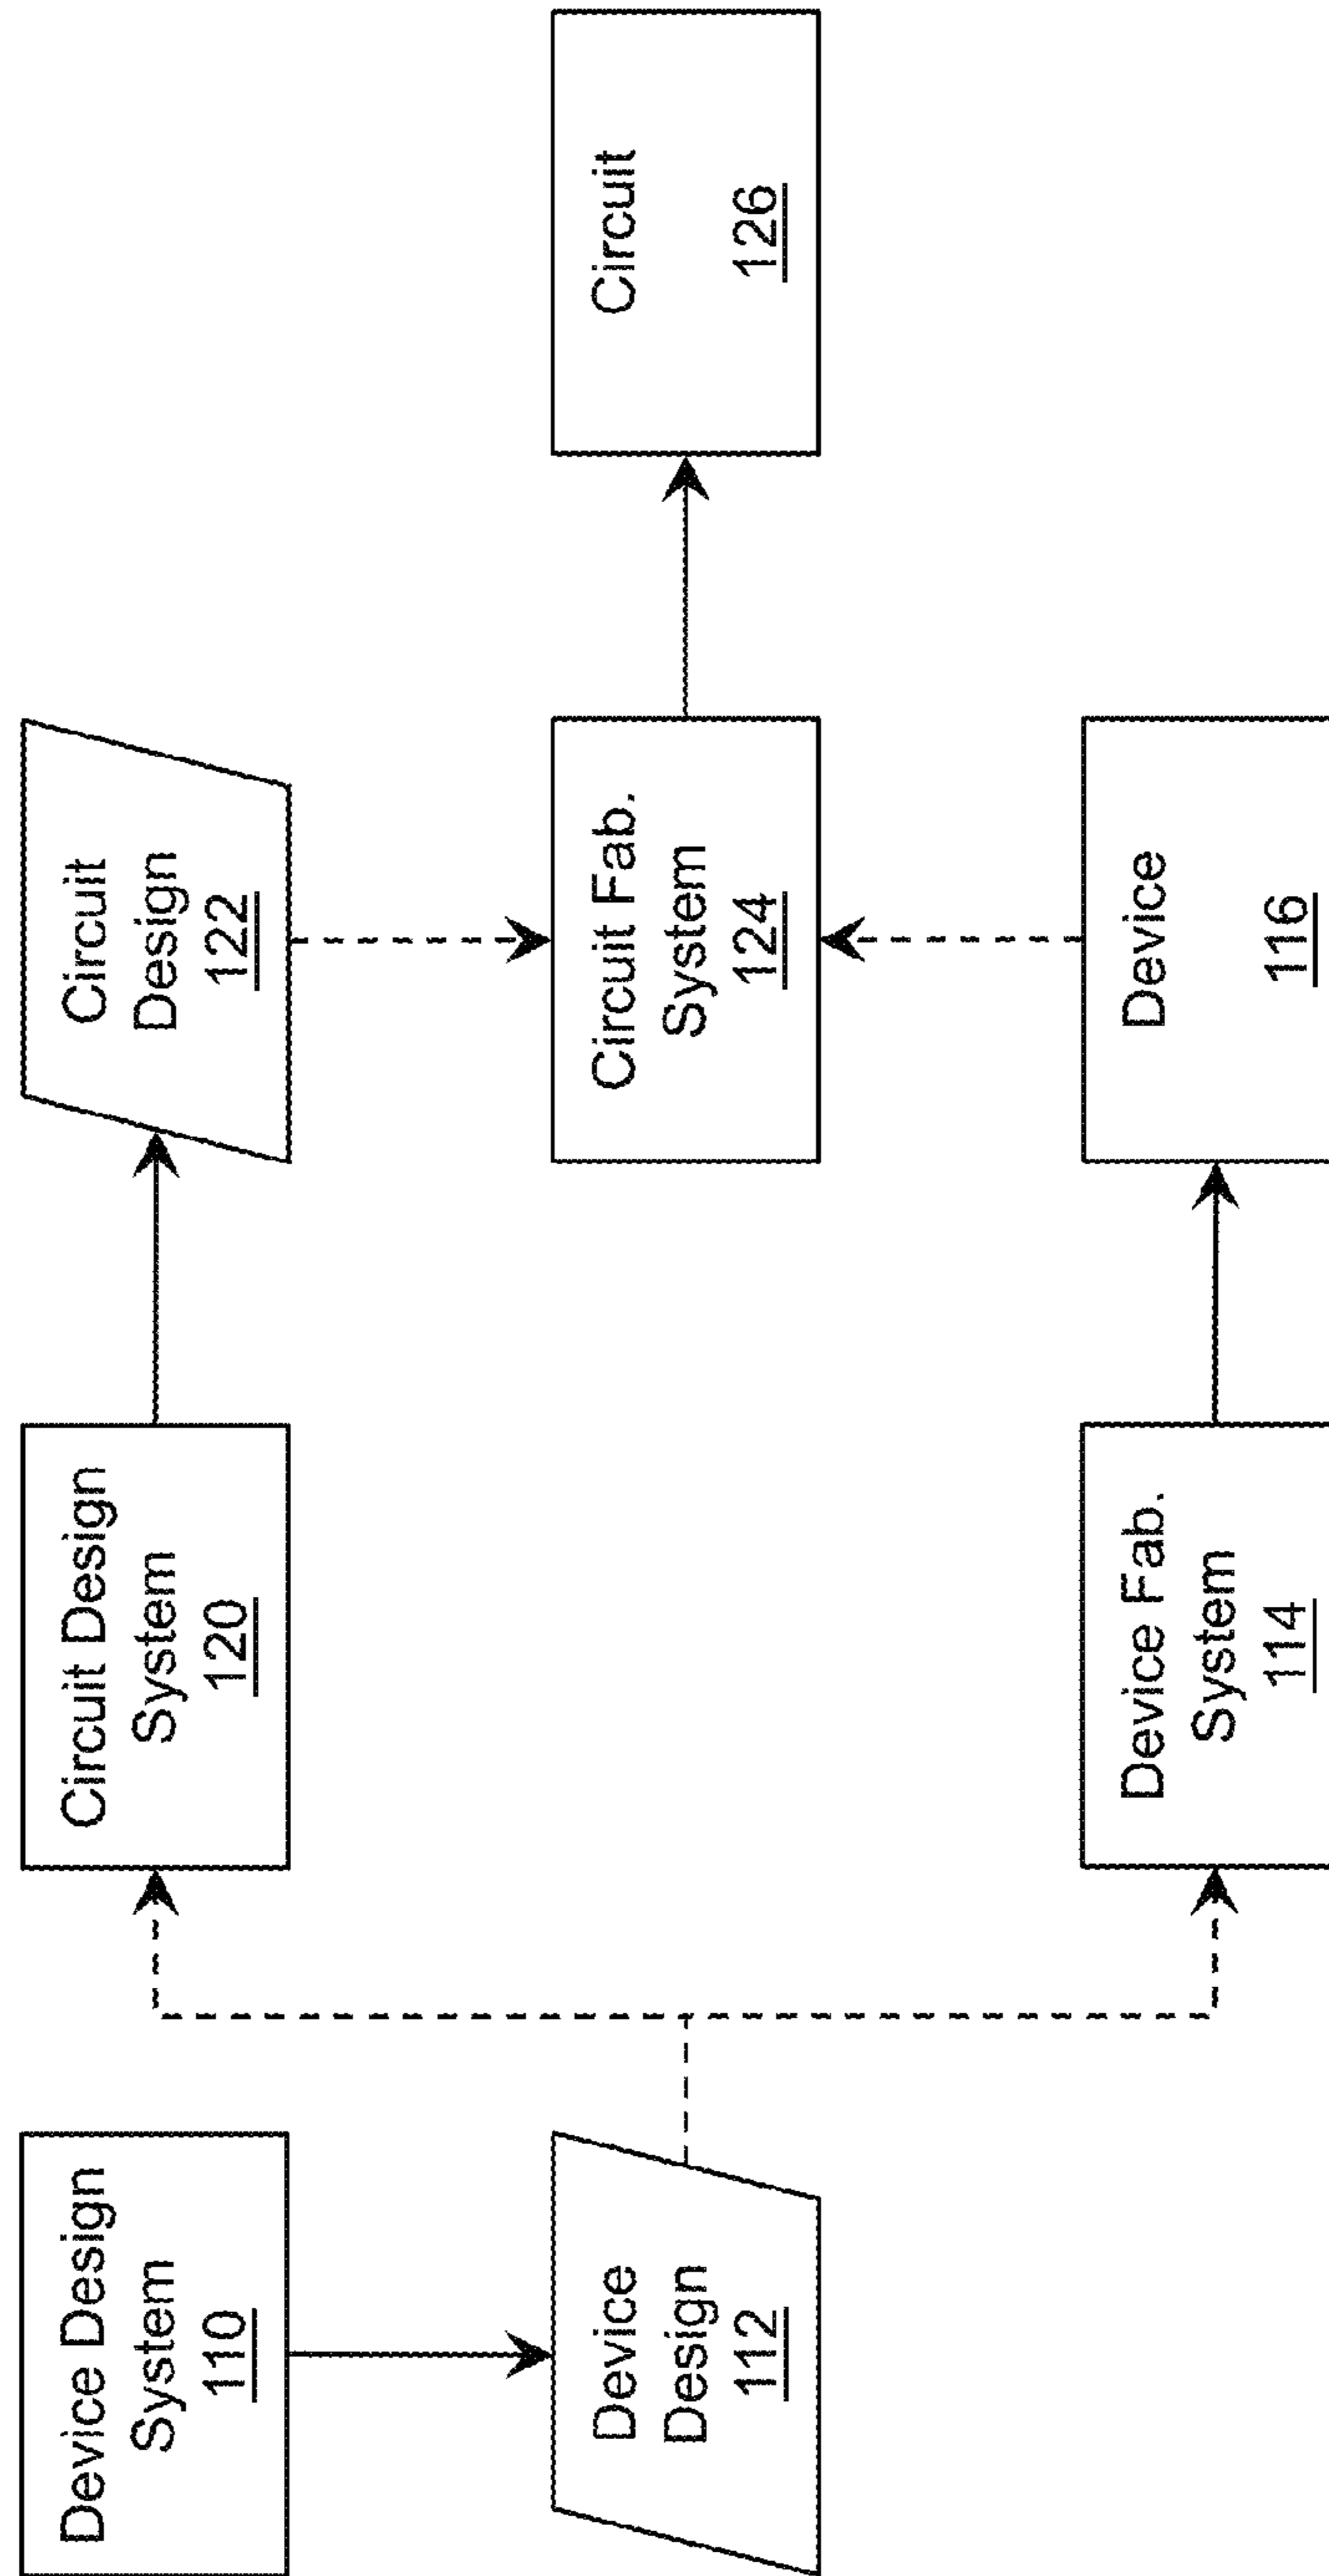 Device Design
System
110
Device
Design
112
Circuit Design
System
120
Device Fab.
System
114
Circuit
Design
122
Circuit Fab.
System
124
Device
116
Circuit
126